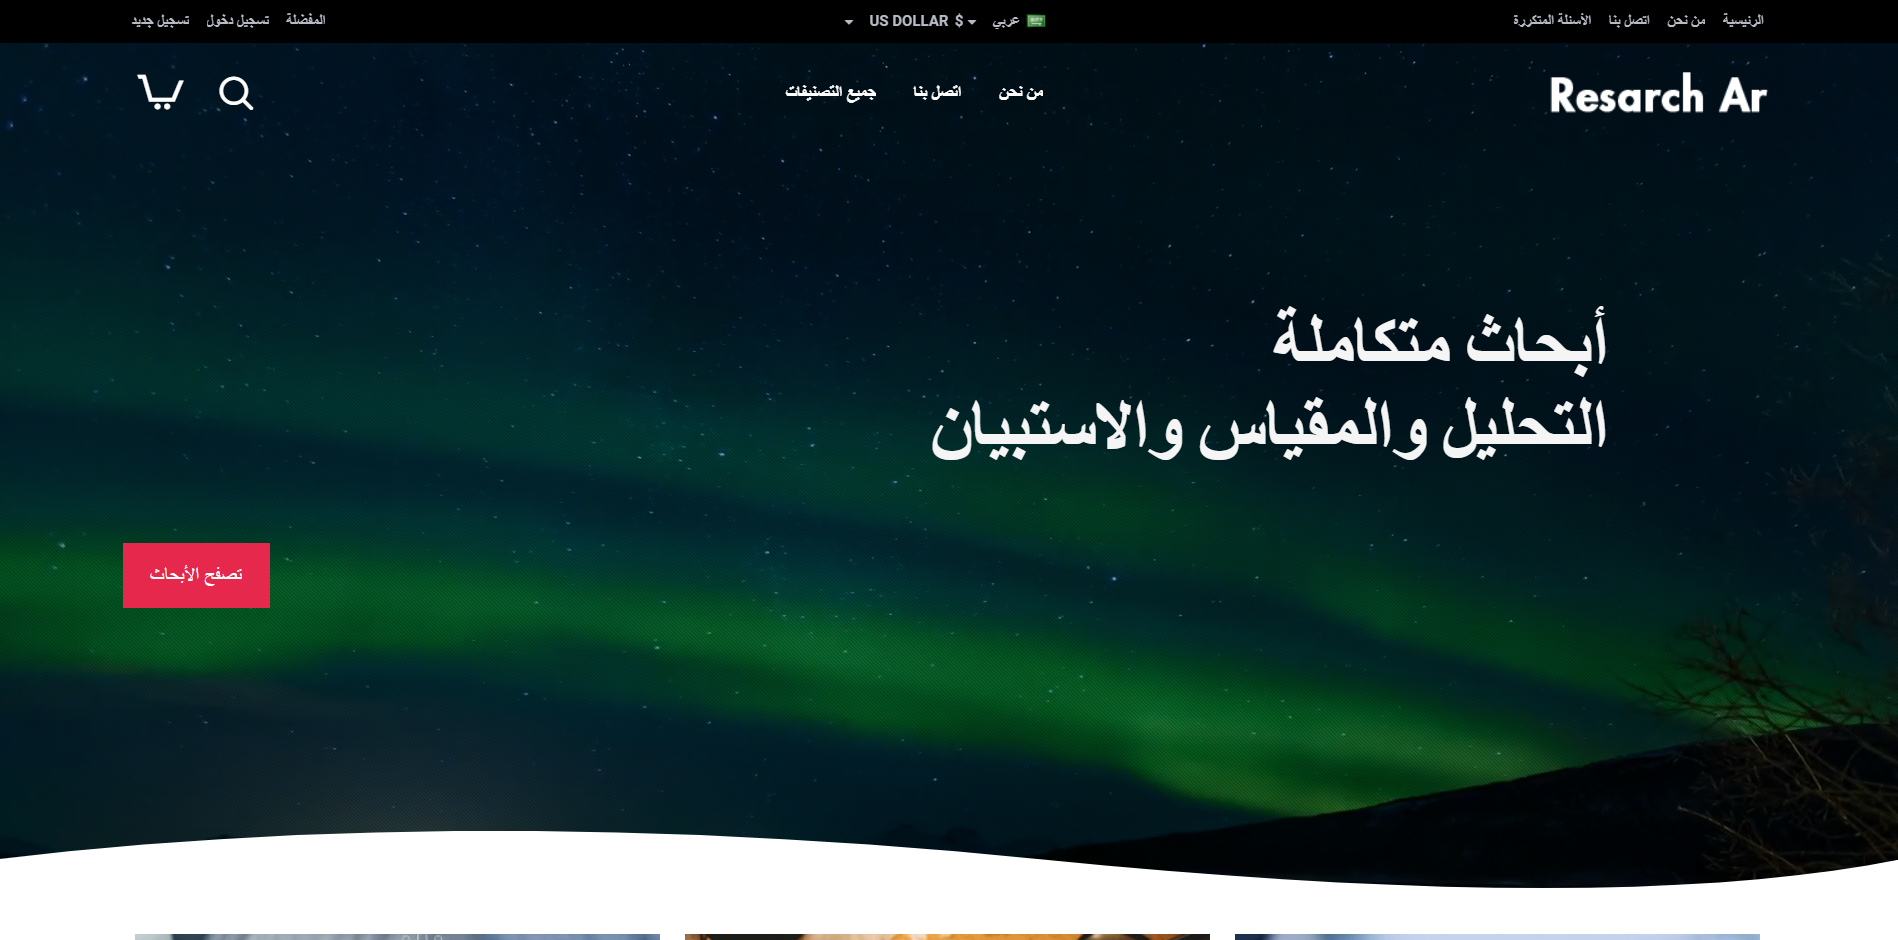 الرئيسية من نحن اتصل بنا الأسئلة المتكررة
عربي $ US DOLLAR
المفضلة تسجيل دخول تسجيل جديد
Resarch Ar
من نحن اتصل بنا جميع التصنيفات
أبحاث متكاملة
التحليل والمقياس والاستبيان
تصفح الأبحاث